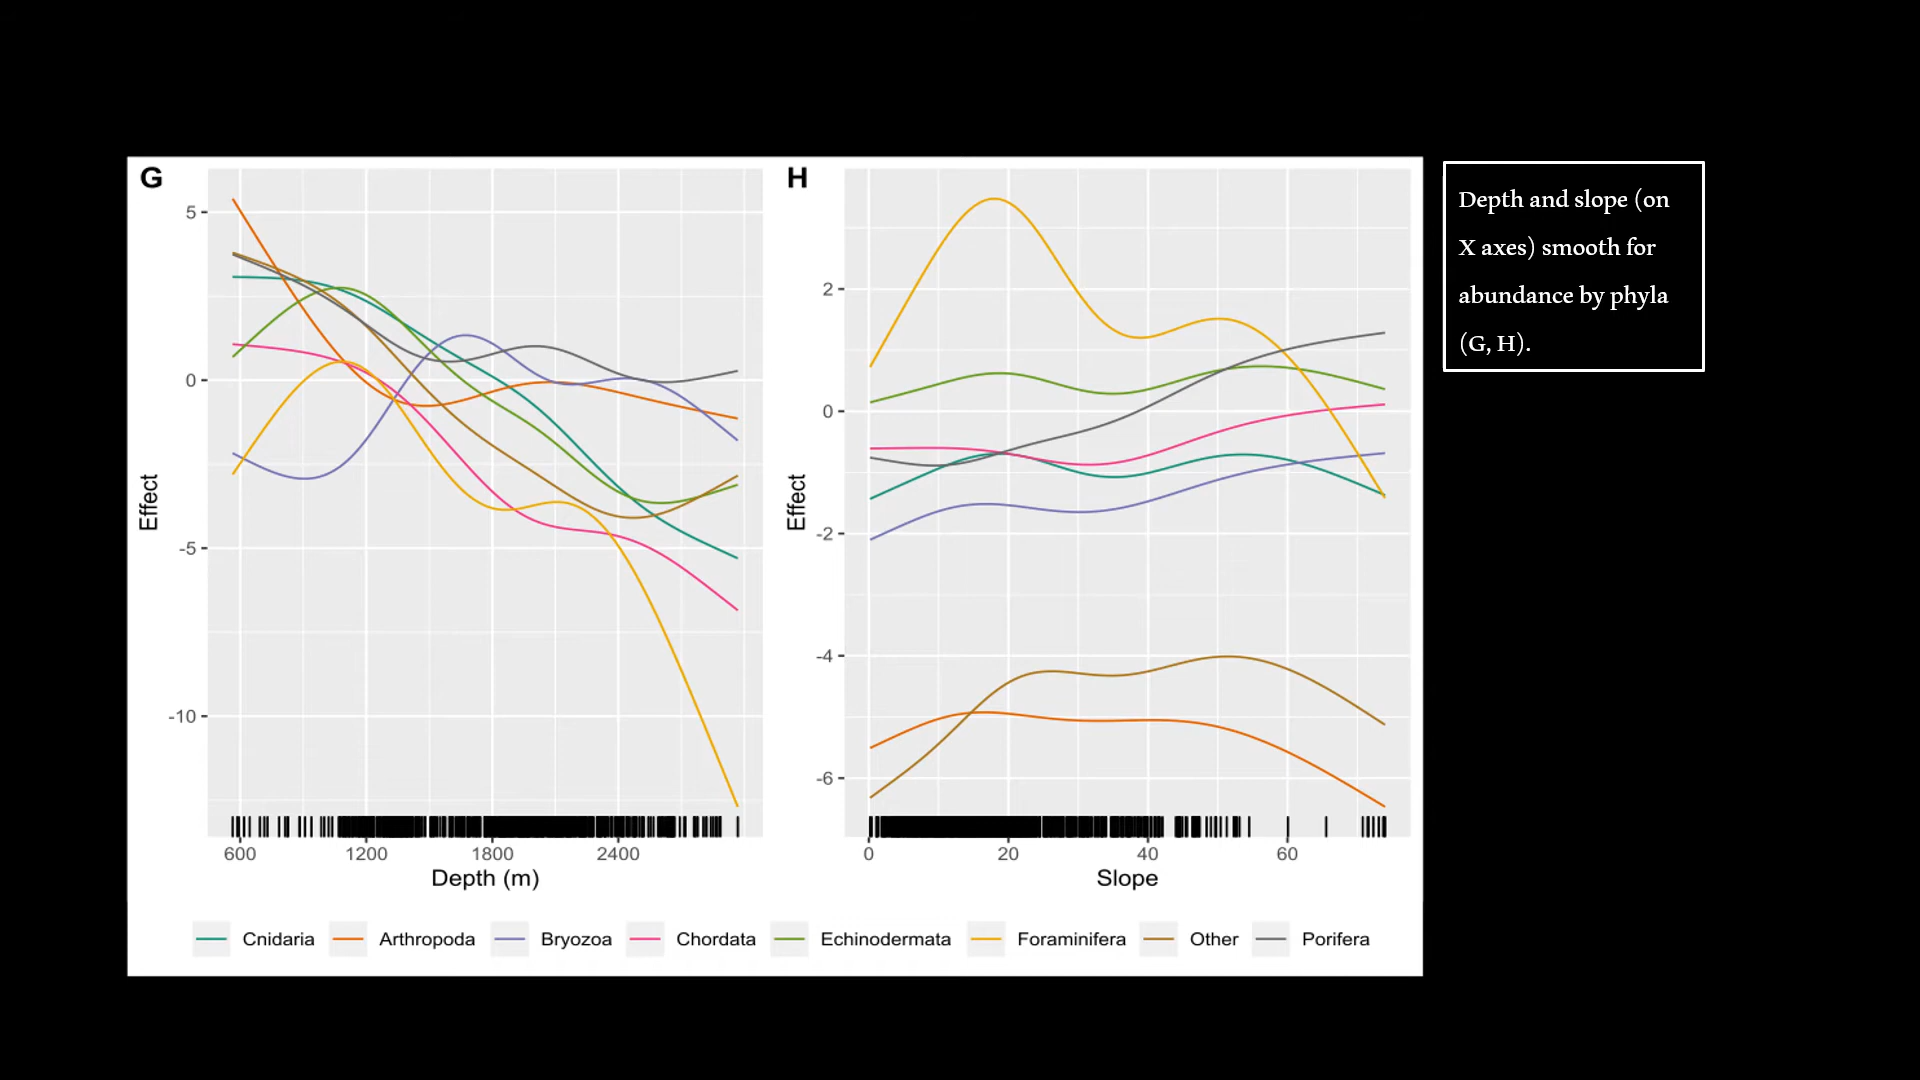 G
5
0
-5
-10
Effect
600 1200 1800 2400
Depth (m)
H
2
0
-2
-4
-6
Effect
0 20 40 60
Slope
Cnidaria Arthropoda Bryozoa Chordata Echinodermata Foraminifera Other Porifera
Depth and slope (on
X axes) smooth for
abundance by phyla
(G, H).